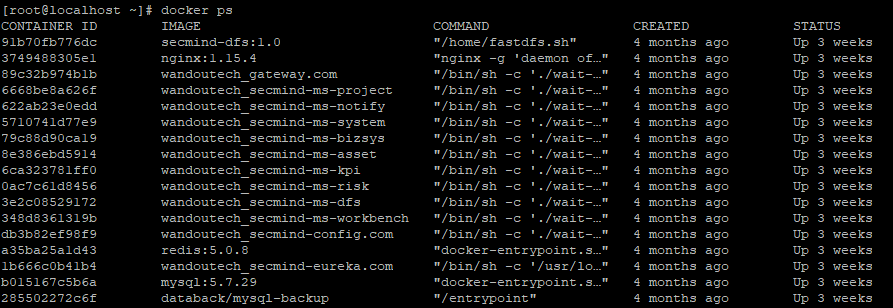 [root@localhost ~]# docker ps
CONTAINER ID        IMAGE                             COMMAND                  CREATED             STATUS
91b70fb776dc        secmind-dfs:1.0                   "/home/fastdfs.sh"       4 months ago        Up 3 weeks
3749488305e1        nginx:1.15.4                      "nginx -g 'daemon of…"   4 months ago        Up 3 weeks
89c32b974b1b        wandoutech_gateway.com            "/bin/sh -c './wait-…"   4 months ago        Up 3 weeks
6668be8a626f        wandoutech_secmind-ms-project     "/bin/sh -c './wait-…"   4 months ago        Up 3 weeks
622ab23e0edd        wandoutech_secmind-ms-notify      "/bin/sh -c './wait-…"   4 months ago        Up 3 weeks
5710741d77e9        wandoutech_secmind-ms-system      "/bin/sh -c './wait-…"   4 months ago        Up 3 weeks
79c88d90ca19        wandoutech_secmind-ms-bizsys      "/bin/sh -c './wait-…"   4 months ago        Up 3 weeks
8e386ebd5914        wandoutech_secmind-ms-asset       "/bin/sh -c './wait-…"   4 months ago        Up 3 weeks
6ca323781ff0        wandoutech_secmind-ms-kpi         "/bin/sh -c './wait-…"   4 months ago        Up 3 weeks
0ac7c61d8456        wandoutech_secmind-ms-risk        "/bin/sh -c './wait-…"   4 months ago        Up 3 weeks
3e2c08529172        wandoutech_secmind-ms-dfs         "/bin/sh -c './wait-…"   4 months ago        Up 3 weeks
348d8361319b        wandoutech_secmind-ms-workbench   "/bin/sh -c './wait-…"   4 months ago        Up 3 weeks
db3b82ef98f9        wandoutech_secmind-config.com     "/bin/sh -c './wait-…"   4 months ago        Up 3 weeks
a35ba25a1d43        redis:5.0.8                       "docker-entrypoint.s…"   4 months ago        Up 3 weeks
1b666c0b41b4        wandoutech_secmind-eureka.com     "/bin/sh -c '/usr/lo…"   4 months ago        Up 3 weeks
b015167c5b6a        mysql:5.7.29                      "docker-entrypoint.s…"   4 months ago        Up 3 weeks
285502272c6f        databack/mysql-backup             "/entrypoint"            4 months ago        Up 3 weeks